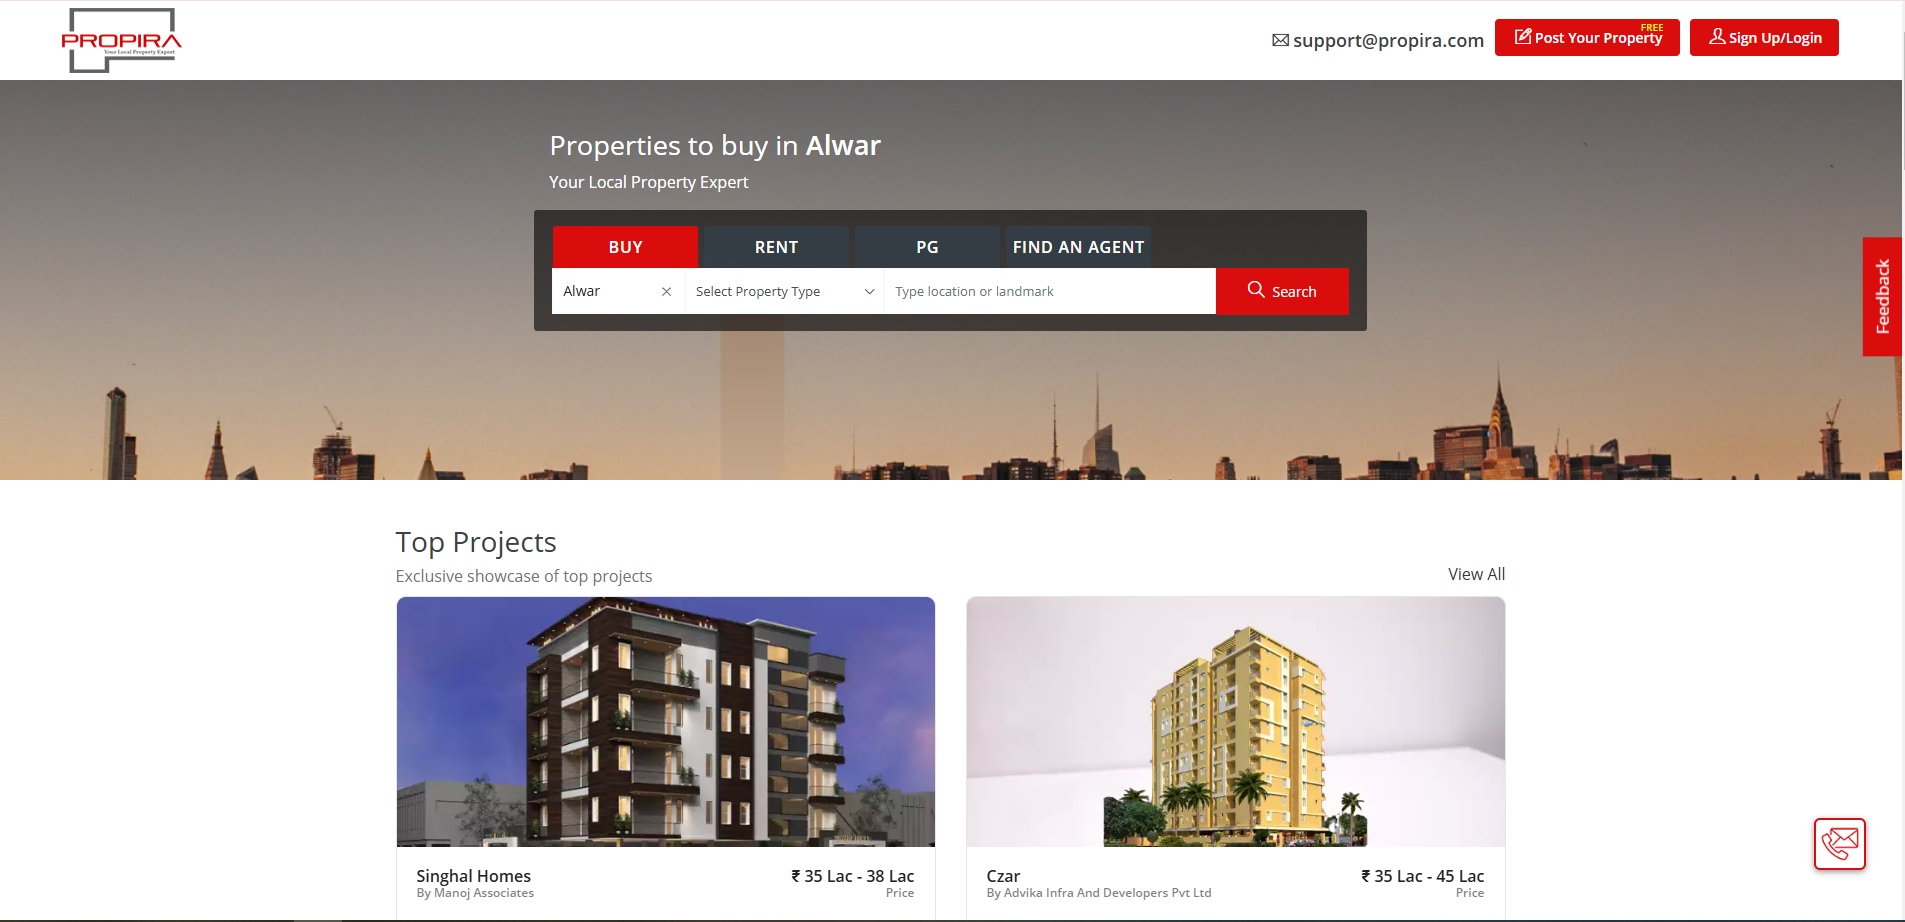 PROPIRA
Your Local Property Expert
support@propira.com
FREE
Post Your Property
Sign Up/Login
Properties to buy in Alwar
Your Local Property Expert
BUY
RENT
PG
FIND AN AGENT
Alwar
Select Property Type
Type location or landmark
Search
Feedback
Top Projects
Exclusive showcase of top projects
View All
Singhal Homes
₹ 35 Lac - 38 Lac
By Manoj Associates
Price
Czar
₹ 35 Lac - 45 Lac
By Advika Infra And Developers Pvt Ltd
Price